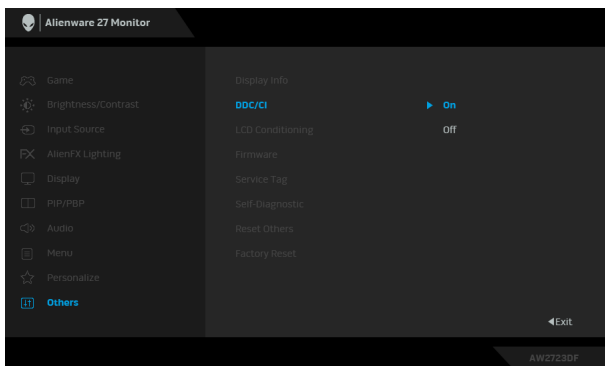 Alienware 27 Monitor
Game
Display Info
Brightness/Contrast
DDC/CI
On
Input Source
LCD Conditioning
Off
AlienFX Lighting
Firmware
Display
Service Tag
PIP/PBP
Self-Diagnostic
Audio
Reset Others
Menu
Factory Reset
Personalize
Others
Exit
AW2723DF